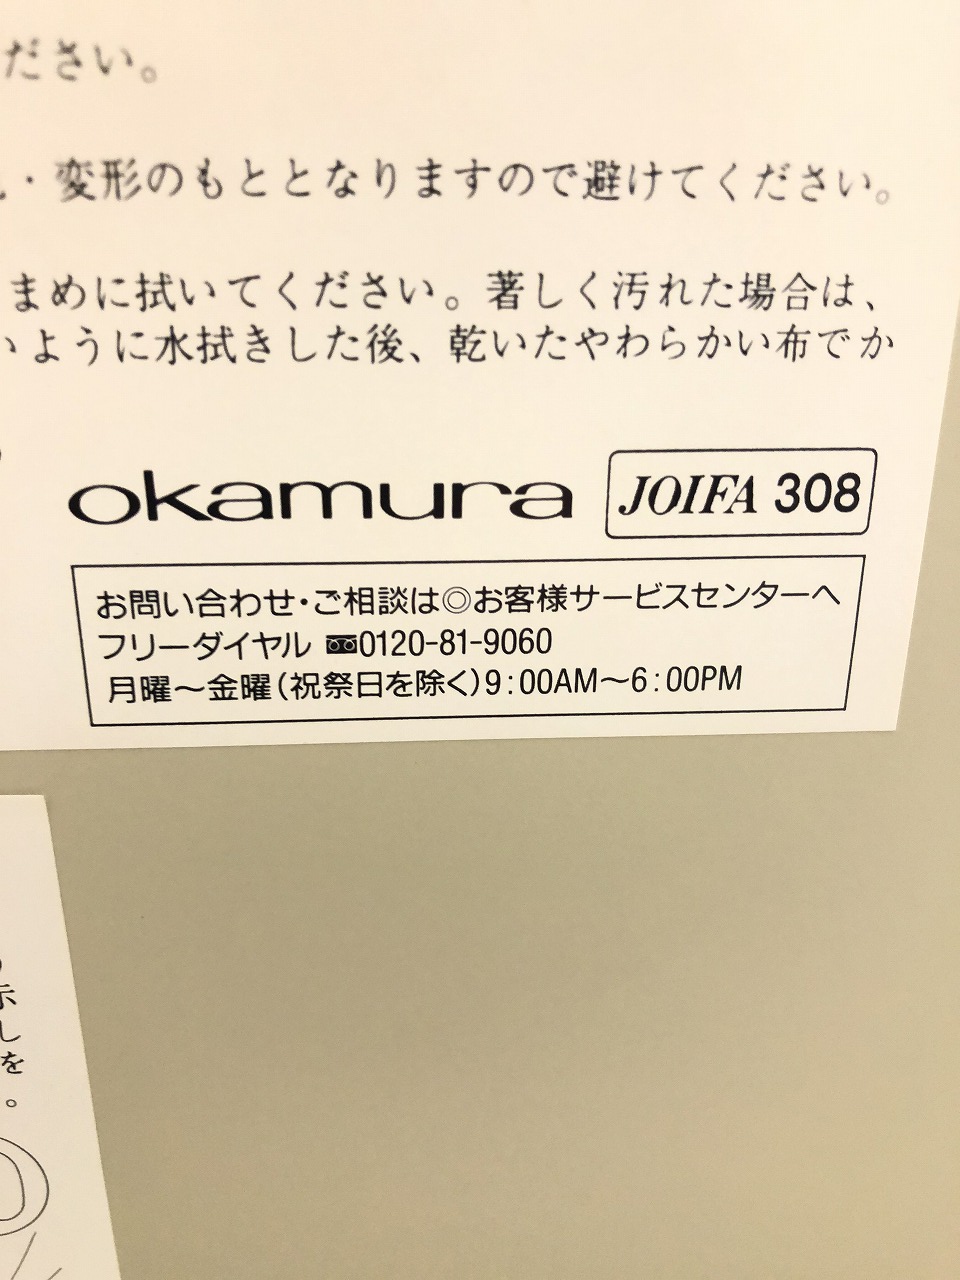 ださい。
・変形のもととなりますので避けてください。
まめに拭いてください。著しく汚れた場合は、
ように水拭きした後、乾いたやわらかい布でか
okamura JOIFA 308
お問い合わせ・ご相談は◎お客様サービスセンターへ
フリーダイヤル 0120-81-9060
月曜〜金曜(祝祭日を除く)9:00AM〜6:00PM
示
し
を
。